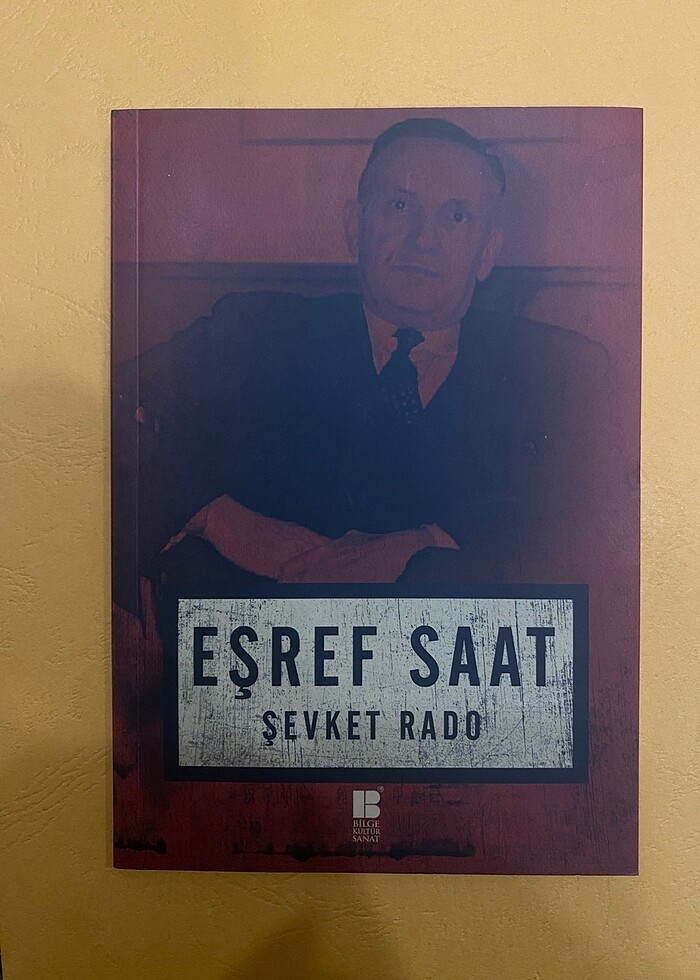 EŞREF SAAT
ŞEVKET RADO
B®
BİLGE
KÜLTÜR
SANAT